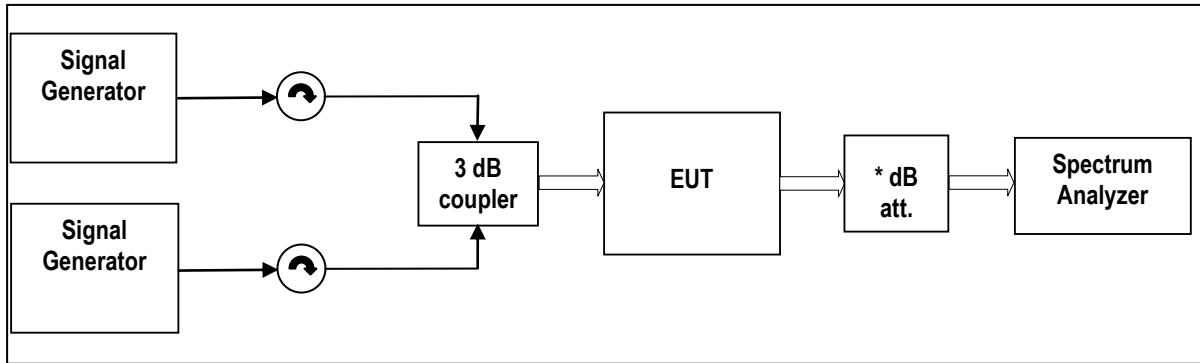 Signal
Generator
3 dB
coupler
EUT
* dB
att.
Spectrum
Analyzer
Signal
Generator